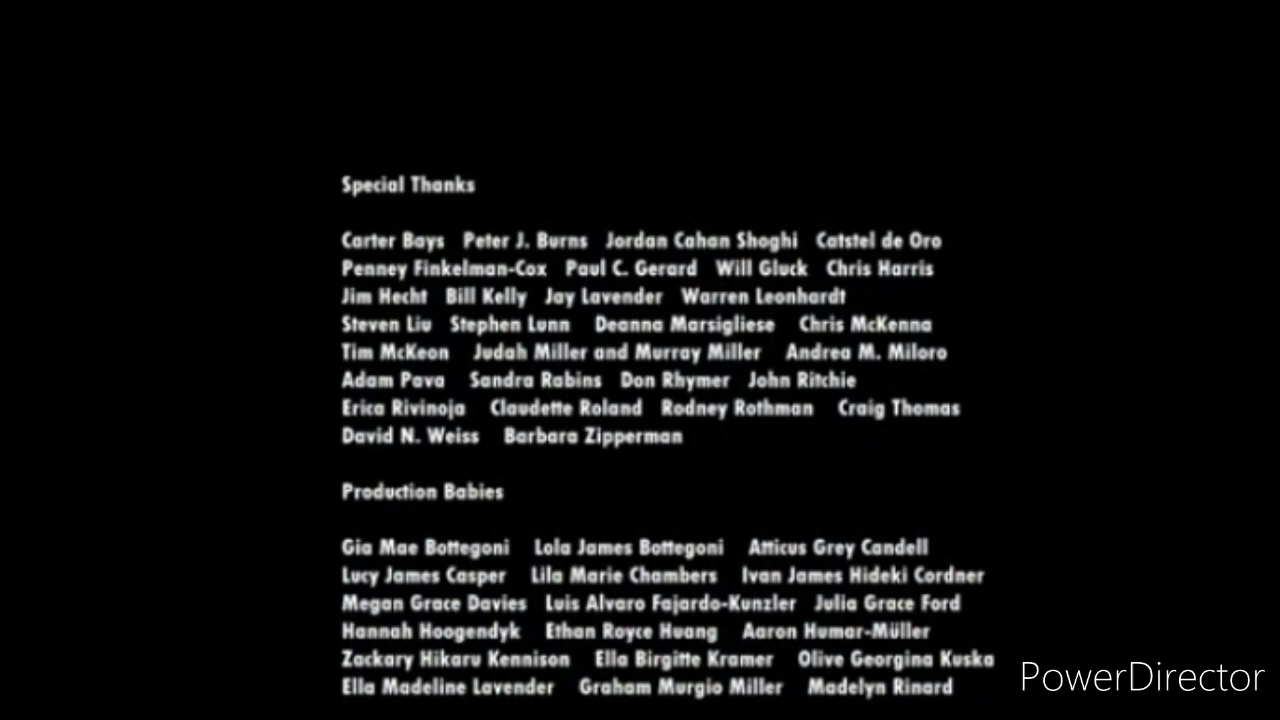 Special Thanks
Carter Bays Peter J. Burns Jordan Cahan Shoghi Catstel de Oro
Penney Finkelman-Cox Paul C. Gerard Will Gluck Chris Harris
Jim Hecht Bill Kelly Jay Lavender Warren Leonhardt
Steven Liu Stephen Lunn Deanna Marsigliese Chris McKenna
Tim McKeon Judah Miller and Murray Miller Andrea M. Miloro
Adam Pava Sandra Rabins Don Rhymer John Ritchie
Erica Rivinoja Claudette Roland Rodney Rothman Craig Thomas
David N. Weiss Barbara Zipperman
Production Babies
Gia Mae Bottegoni Lola James Bottegoni Atticus Grey Candell
Lucy James Casper Lila Marie Chambers Ivan James Hideki Cordner
Megan Grace Davies Luis Alvaro Fajardo-Kunzler Julia Grace Ford
Hannah Hoogendyk Ethan Royce Huang Aaron Humar-Müller
Zackary Hikaru Kennison Ella Birgitte Kramer Olive Georgina Kuska
Ella Madeline Lavender Graham Murgio Miller Madelyn Rinard
PowerDirector